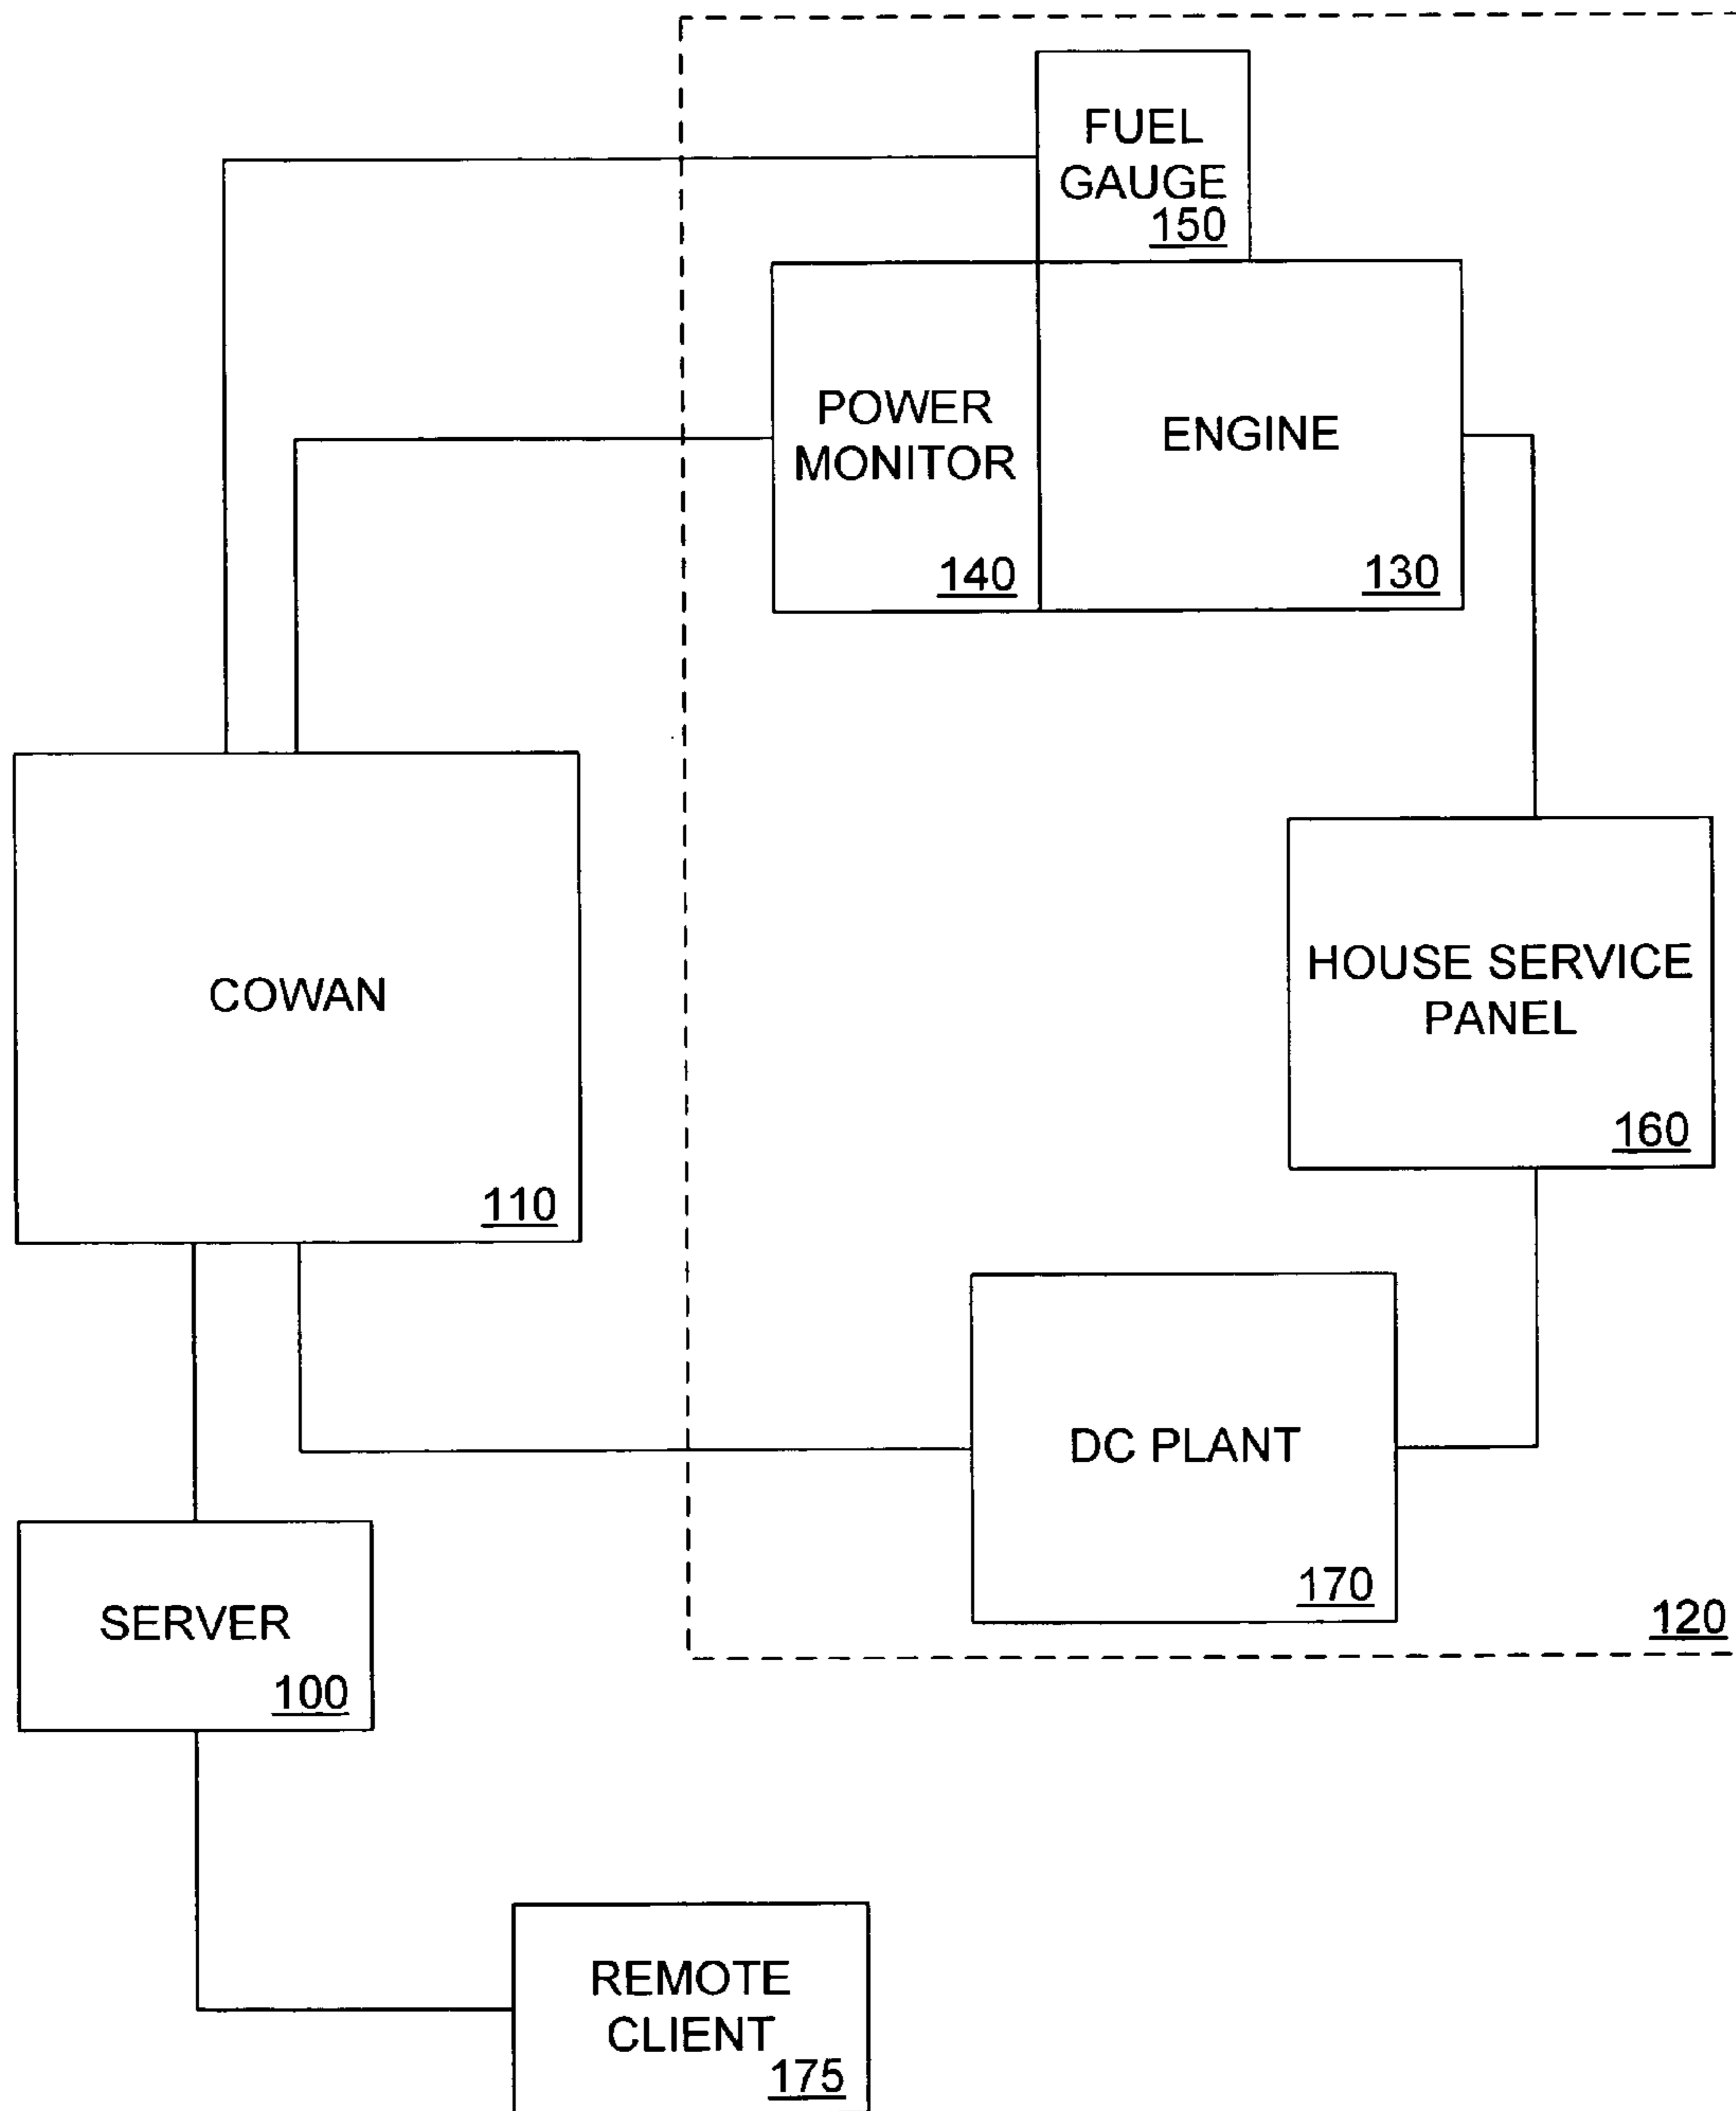 FUEL
GAUGE
150
POWER
MONITOR
140
ENGINE
130
COWAN
110
HOUSE SERVICE
PANEL
160
DC PLANT
170
120
SERVER
100
REMOTE
CLIENT
175